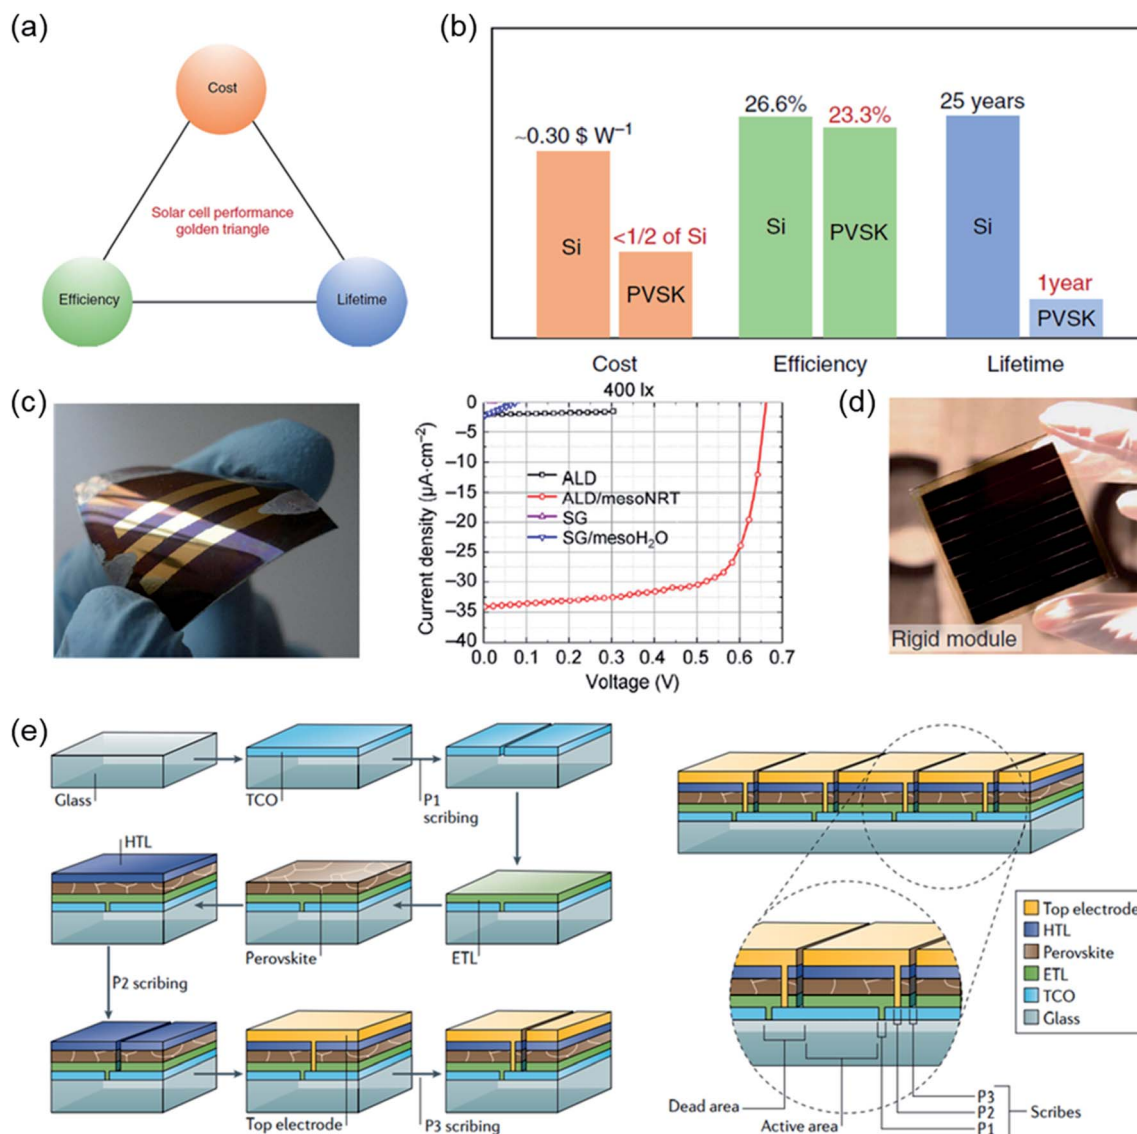 (a)
Cost
Solar cell performance
golden triangle
Efficiency
Lifetime
(b)
~0.30 $ W⁻¹
Si
<1/2 of Si
PVSK
26.6%
Si
23.3%
PVSK
25 years
Si
1year
PVSK
Cost
Efficiency
Lifetime
(c)
400 lx
Current density (µA·cm⁻²)
0
−5
−10
−15
−20
−25
−30
−35
−40
ALD
ALD/mesoNRT
SG
SG/mesoH₂O
0.0 0.1 0.2 0.3 0.4 0.5 0.6 0.7
Voltage (V)
(d)
Rigid module
(e)
Glass
TCO
P1
scribing
HTL
Perovskite
ETL
P2 scribing
Top electrode
P3 scribing
Top electrode
HTL
Perovskite
ETL
TCO
Glass
Dead area
Active area
P3
P2
P1
Scribes